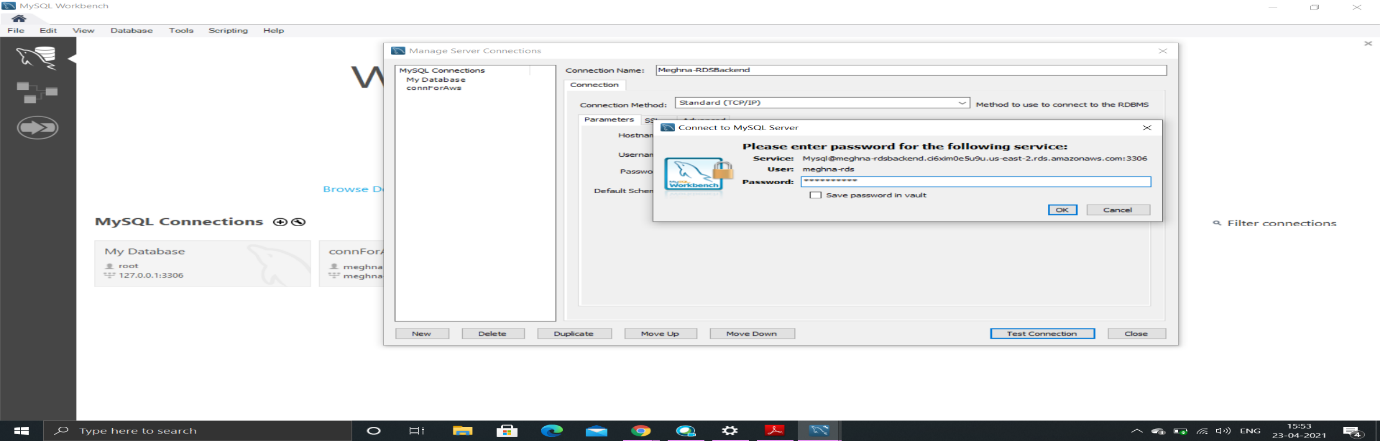 MySQL Workbench
File Edit View Database Tools Scripting Help
Manage Server Connections
MySQL Connections
My Database
connForAws
Connection Name: Meghna-RDSBackend
Connection
Connection Method: Standard (TCP/IP) Method to use to connect to the RDBMS
Parameters
Hostnam
Usernam
Passwo
Default Schem
Connect to MySQL Server
Please enter password for the following service:
Service: Mysql@meghna-rdsbackend.ci6xim0e5u9u.us-east-2.rds.amazonaws.com:3306
User: meghna-rds
Password: **********
Workbench
Save password in vault
OK Cancel
W
Browse D
MySQL Connections
Filter connections
My Database
root
127.0.0.1:3306
connForA
meghna
meghna
New Delete Duplicate Move Up Move Down Test Connection Close
Type here to search
ENG
15:53
23-04-2021
4